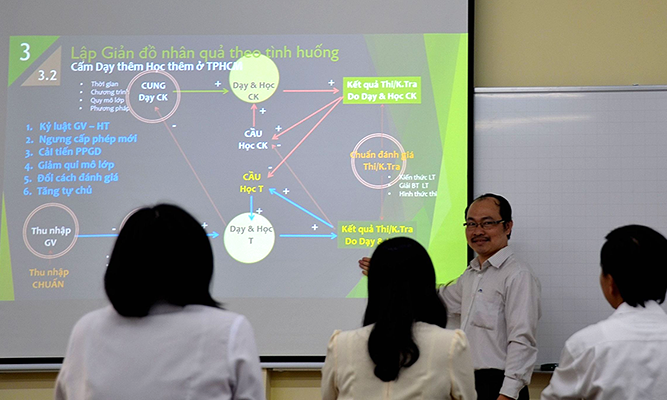 3
Lập Giản đồ nhân quả theo tình huống
3.2
Cấm Dạy thêm Học thêm ở TPHCM
• Thời gian
• Chương trình
• Quy mô lớp
• Phương pháp
CUNG
Dạy CK
+
Dạy & Học
CK
+
Kết quả Thi/K.Tra
Do Dạy & Học CK
1. Kỷ luật GV – HT
2. Ngưng cấp phép mới
3. Cải tiến PPGD
4. Giảm qui mô lớp
5. Đổi cách đánh giá
6. Tăng tự chủ
CẦU
Học CK
+
+
-
-
-
Chuẩn đánh giá
Thi/K.Tra
• Kiến thức LT
• Giải BT LT
• Hình thức thi
CẦU
Học T
+
+
Thu nhập
GV
-
+
Dạy & Học
T
+
Kết quả Thi/K.Tra
Do Dạy & Học T
Thu nhập
CHUẨN